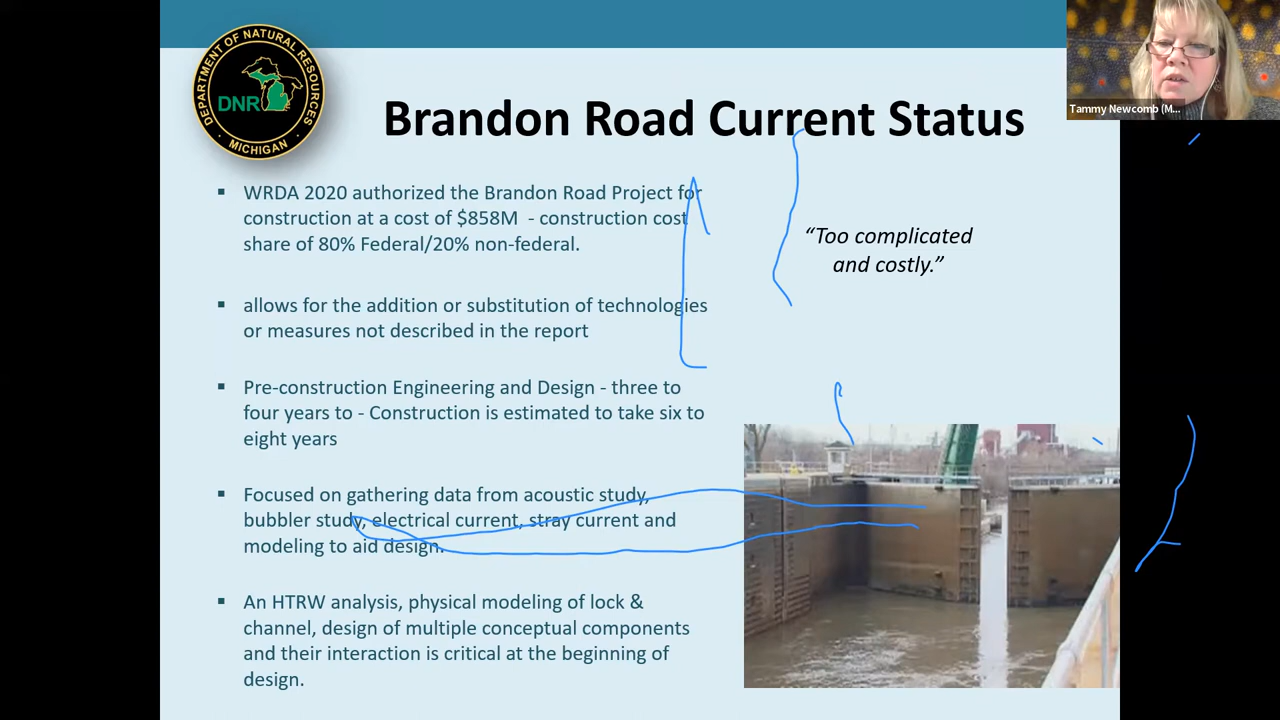 DEPARTMENT OF NATURAL RESOURCES
DNR
MICHIGAN
Tammy Newcomb (M...
Brandon Road Current Status
▪ WRDA 2020 authorized the Brandon Road Project for
construction at a cost of $858M - construction cost
share of 80% Federal/20% non-federal.
▪ allows for the addition or substitution of technologies
or measures not described in the report
▪ Pre-construction Engineering and Design - three to
four years to - Construction is estimated to take six to
eight years
▪ Focused on gathering data from acoustic study,
bubbler study, electrical current, stray current and
modeling to aid design.
▪ An HTRW analysis, physical modeling of lock &
channel, design of multiple conceptual components
and their interaction is critical at the beginning of
design.
“Too complicated
and costly.”